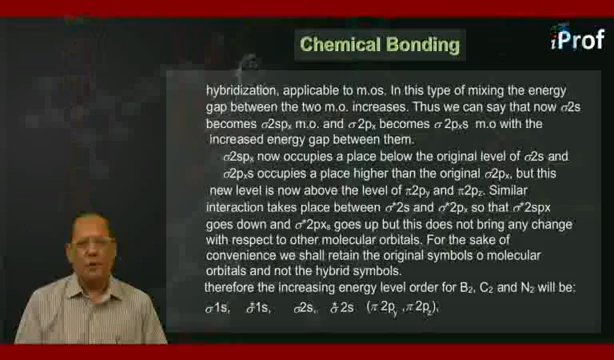 iProf
Chemical Bonding
hybridization, applicable to m.os. In this type of mixing the energy
gap between the two m.o. increases. Thus we can say that now σ2s
becomes σ2spₓ m.o. and σ 2pₓ becomes σ 2pₓs m.o with the
increased energy gap between them.
σ2spₓ now occupies a place below the original level of σ2s and
σ2pₓs occupies a place higher than the original σ2pₓ, but this
new level is now above the level of π2pᵧ and π2p_z. Similar
interaction takes place between σ*2s and σ*2pₓ so that σ*2spx
goes down and σ*2pxₛ goes up but this does not bring any change
with respect to other molecular orbitals. For the sake of
convenience we shall retain the original symbols o molecular
orbitals and not the hybrid symbols.
therefore the increasing energy level order for B₂, C₂ and N₂ will be:
σ 1s, σ* 1s, σ2s, σ* 2s (π 2pᵧ, π 2p_z),